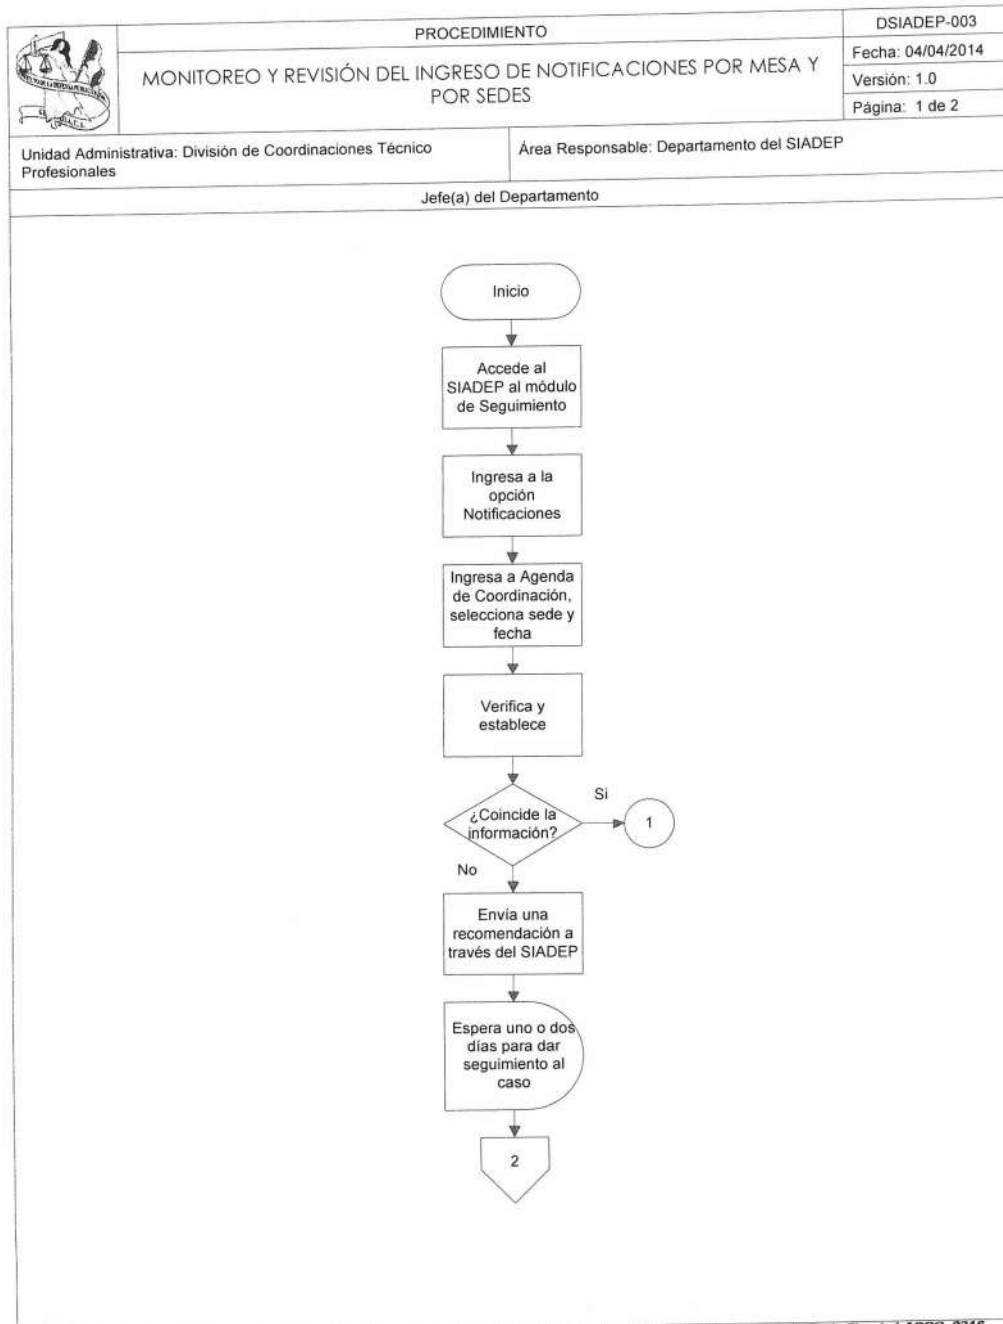 PROCEDIMIENTO
DSIADEP-003
MONITOREO Y REVISIÓN DEL INGRESO DE NOTIFICACIONES POR MESA Y
POR SEDES
Fecha: 04/04/2014
Versión: 1.0
Página: 1 de 2
Unidad Administrativa: División de Coordinaciones Técnico
Profesionales
Área Responsable: Departamento del SIADEP
Jefe(a) del Departamento
Inicio
Accede al
SIADEP al módulo
de Seguimiento
Ingresa a la
opción
Notificaciones
Ingresa a Agenda
de Coordinación,
selecciona sede y
fecha
Verifica y
establece
¿Coincide la
información?
Si
1
No
Envía una
recomendación a
través del SIADEP
Espera uno o dos
días para dar
seguimiento al
caso
2